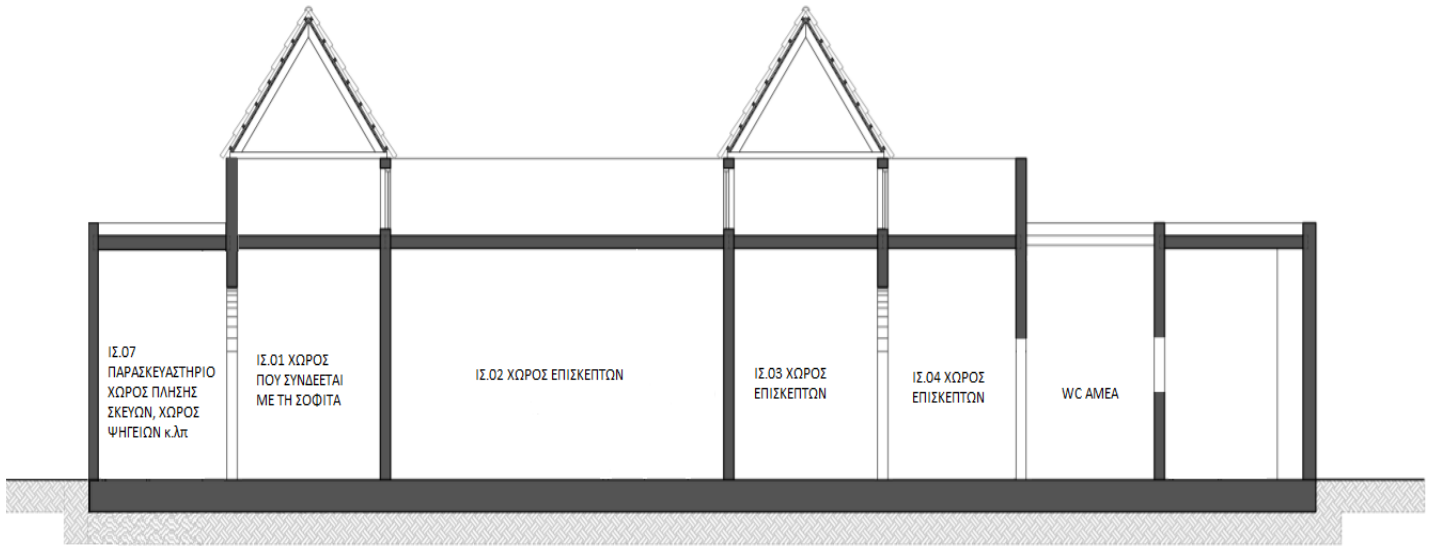 ΙΣ.07
ΠΑΡΑΣΚΕΥΑΣΤΗΡΙΟ
ΧΩΡΟΣ ΠΛΗΣΗΣ
ΣΚΕΥΩΝ, ΧΩΡΟΣ
ΨΗΓΕΙΩΝ κ.λπ
ΙΣ.01 ΧΩΡΟΣ
ΠΟΥ ΣΥΝΔΕΕΤΑΙ
ΜΕ ΤΗ ΣΟΦΙΤΑ
ΙΣ.02 ΧΩΡΟΣ ΕΠΙΣΚΕΠΤΩΝ
ΙΣ.03 ΧΩΡΟΣ
ΕΠΙΣΚΕΠΤΩΝ
ΙΣ.04 ΧΩΡΟΣ
ΕΠΙΣΚΕΠΤΩΝ
WC ΑΜΕΑ